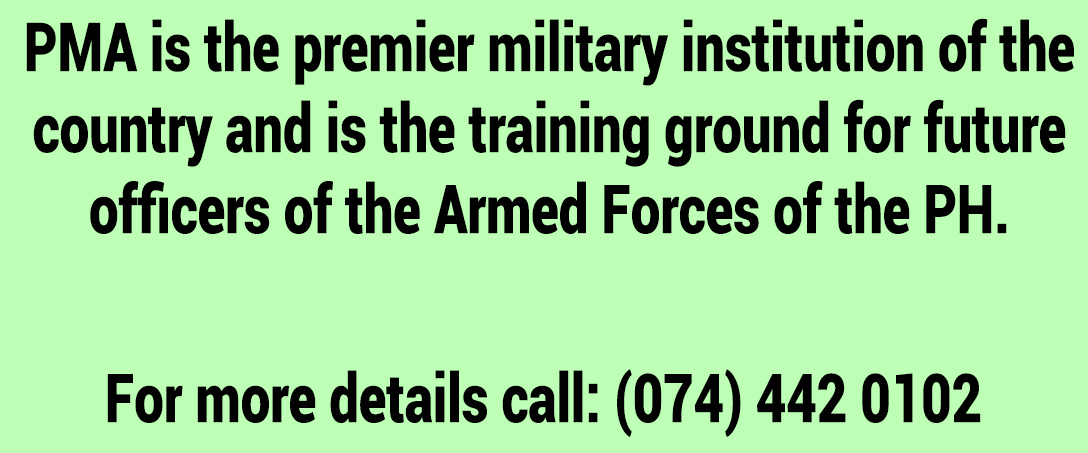 PMA is the premier military institution of the
country and is the training ground for future
officers of the Armed Forces of the PH.
For more details call: (074) 442 0102